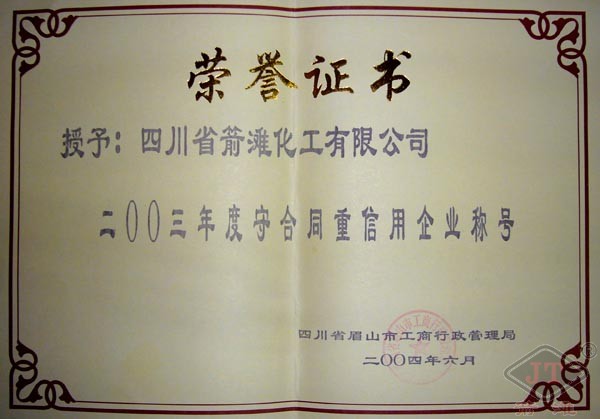 荣誉证书
授予：四川省箭滩化工有限公司
二00三年度守合同重信用企业称号
四川省眉山市工商行政管理局
二00四年六月
JT